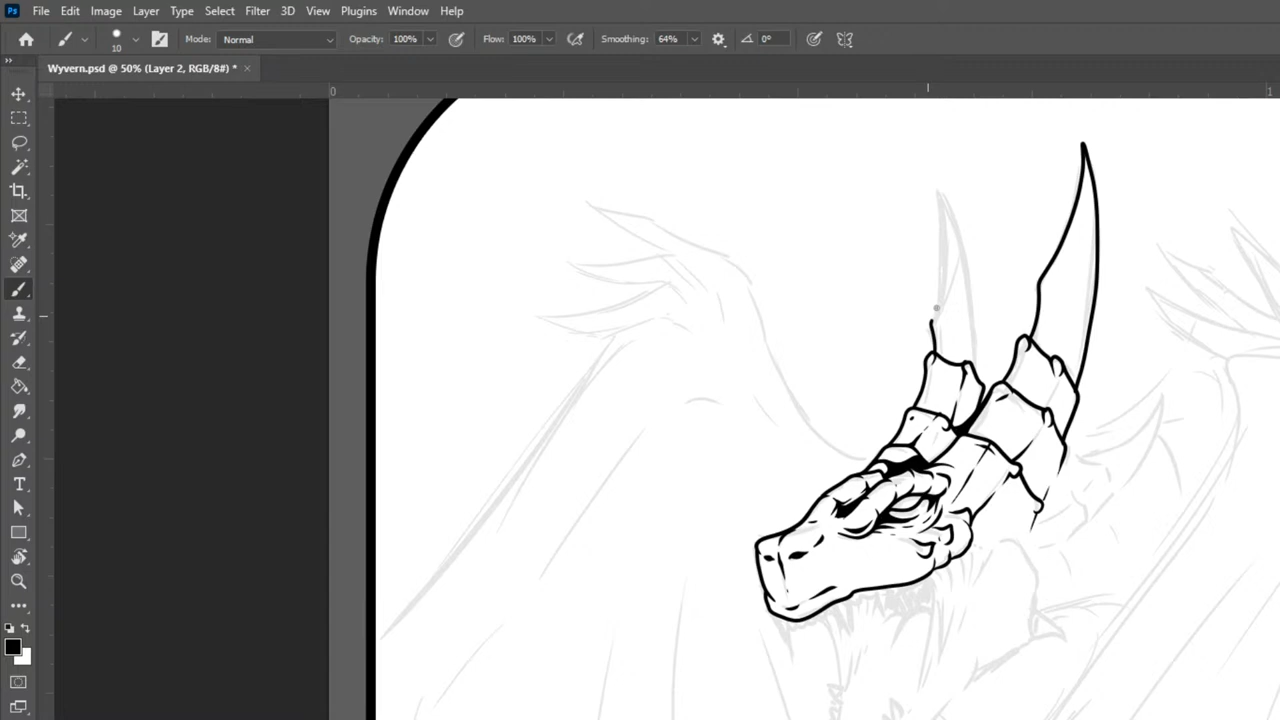 Ps File Edit Image Layer Type Select Filter 3D View Plugins Window Help
10 Mode: Normal Opacity: 100% Flow: 100% Smoothing: 64% 0°
Wyvern.psd @ 50% (Layer 2, RGB/8#) * ×
0 1
T